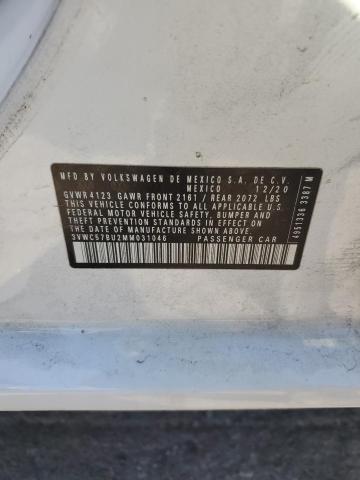 MFD. BY VOLKSWAGEN DE MEXICO S.A. DE C.V.
MEXICO 12/20
GVWR 4123 GAWR FRONT 2161 / REAR 2072 LBS
THIS VEHICLE CONFORMS TO ALL APPLICABLE U.S.
FEDERAL MOTOR VEHICLE SAFETY, BUMPER AND
THEFT PREVENTION STANDARDS IN EFFECT ON THE
DATE OF MANUFACTURE SHOWN ABOVE.
3VWC57BU2MM031046 PASSENGER CAR
4951336 3387 M